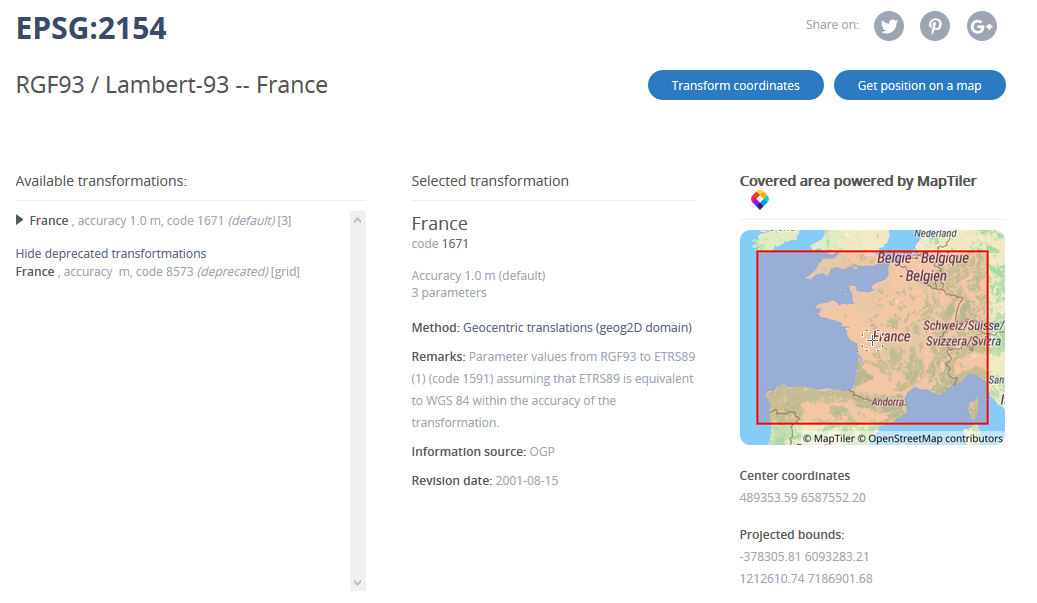 EPSG:2154
Share on:
RGF93 / Lambert-93 -- France
Transform coordinates
Get position on a map
Available transformations:
France , accuracy 1.0 m, code 1671 (default) [3]
Hide deprecated transfortmations
France , accuracy  m, code 8573 (deprecated) [grid]
Selected transformation
France
code 1671
Accuracy 1.0 m (default)
3 parameters
Method: Geocentric translations (geog2D domain)
Remarks: Parameter values from RGF93 to ETRS89
(1) (code 1591) assuming that ETRS89 is equivalent
to WGS 84 within the accuracy of the
transformation.
Information source: OGP
Revision date: 2001-08-15
Covered area powered by MapTiler
Nederland
België - Belgique
- Belgien
France
Schweiz/Suisse/
Svizzera/Svizra
San
Andorra
© MapTiler © OpenStreetMap contributors
Center coordinates
489353.59 6587552.20
Projected bounds:
-378305.81 6093283.21
1212610.74 7186901.68